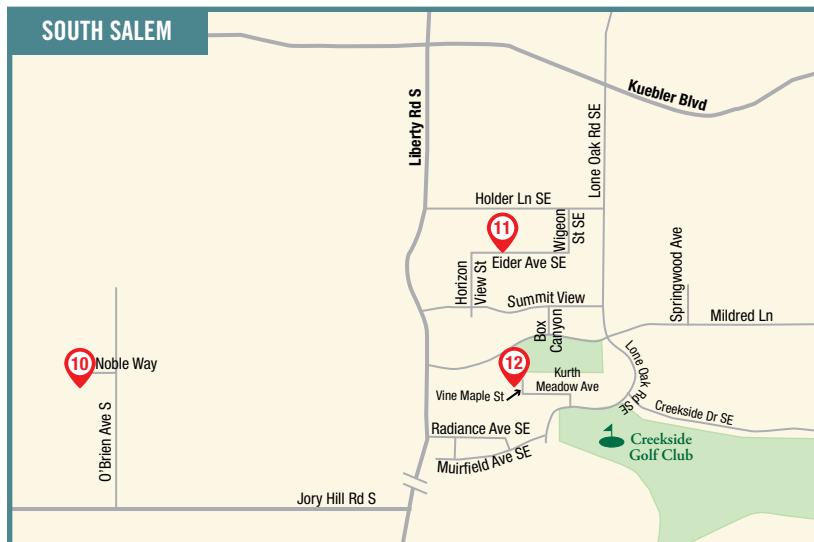 SOUTH SALEM
Kuebler Blvd
Liberty Rd S
Lone Oak Rd SE
Holder Ln SE
11
Wigeon
St SE
Eider Ave SE
Horizon
View St
Springwood Ave
Summit View
Mildred Ln
Box
Canyon
10
Noble Way
12
Kurth
Meadow Ave
Lone Oak Rd SE
Vine Maple St
Creekside Dr SE
O'Brien Ave S
Radiance Ave SE
Creekside
Golf Club
Muirfield Ave SE
Jory Hill Rd S